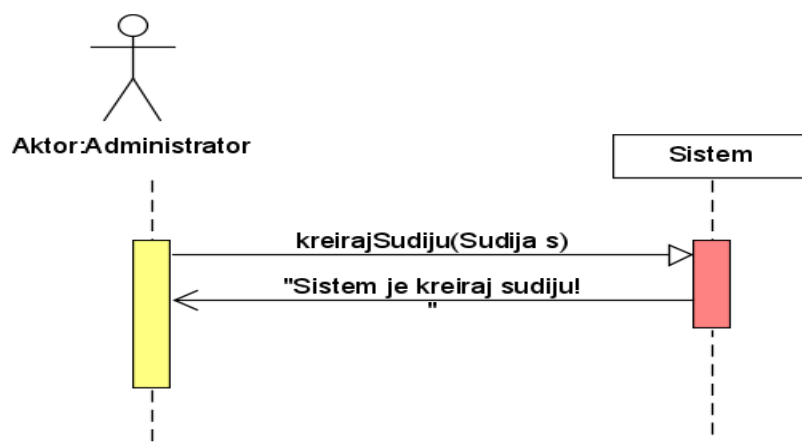 Aktor:Administrator
Sistem
kreirajSudiju(Sudija s)
"Sistem je kreiraj sudiju!
"